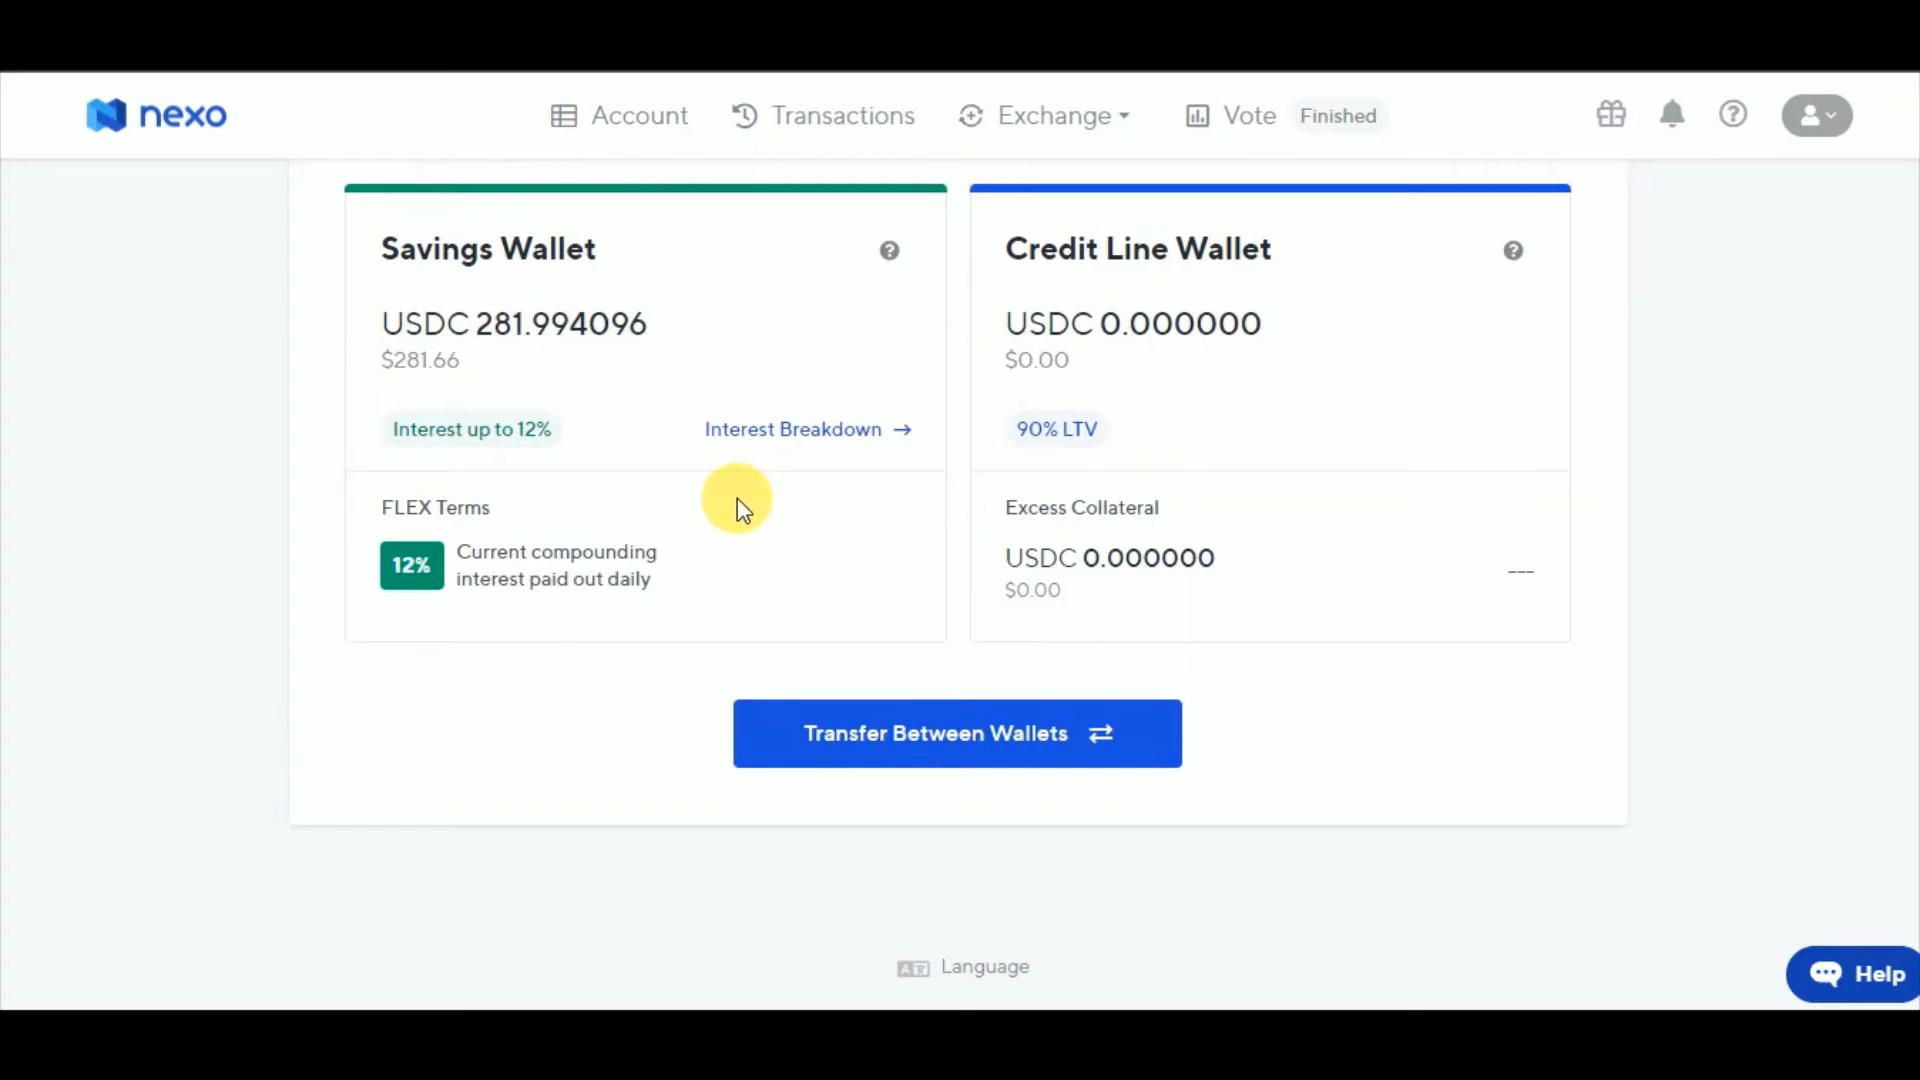 nexo
Account
Transactions
Exchange
Vote
Finished
Savings Wallet
USDC 281.994096
$281.66
Interest up to 12%
Interest Breakdown →
FLEX Terms
12%
Current compounding
interest paid out daily
Credit Line Wallet
USDC 0.000000
$0.00
90% LTV
Excess Collateral
USDC 0.000000
$0.00
---
Transfer Between Wallets
Language
Help